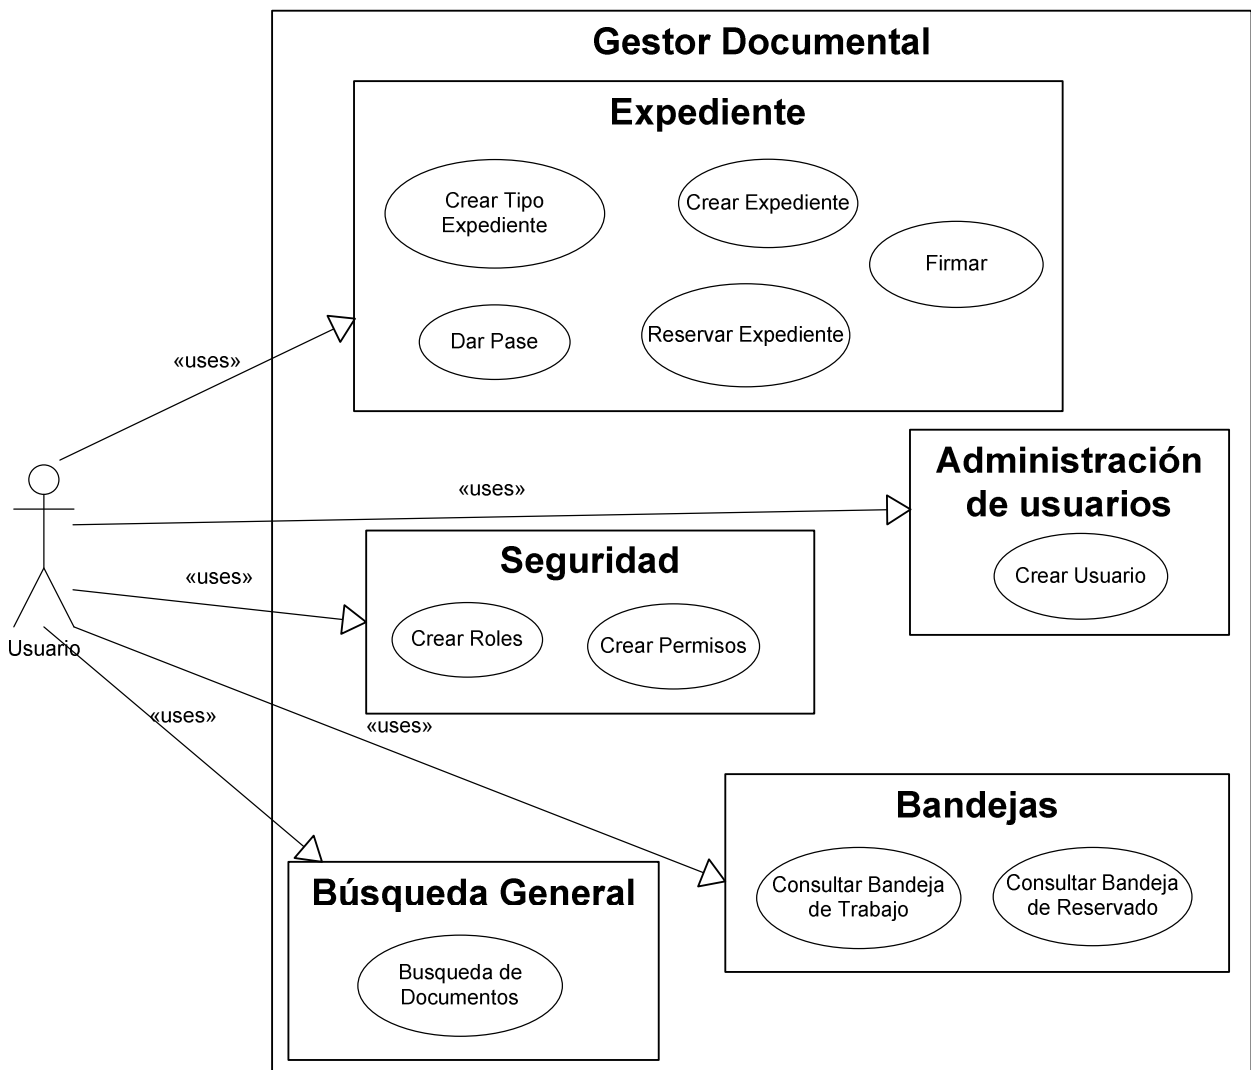 Gestor Documental
Expediente
Crear Tipo
Expediente
Crear Expediente
Firmar
Dar Pase
Reservar Expediente
«uses»
Administración
de usuarios
Crear Usuario
«uses»
Seguridad
Crear Roles
Crear Permisos
«uses»
Usuario
«uses»
«uses»
Bandejas
Consultar Bandeja
de Trabajo
Consultar Bandeja
de Reservado
Búsqueda General
Busqueda de
Documentos